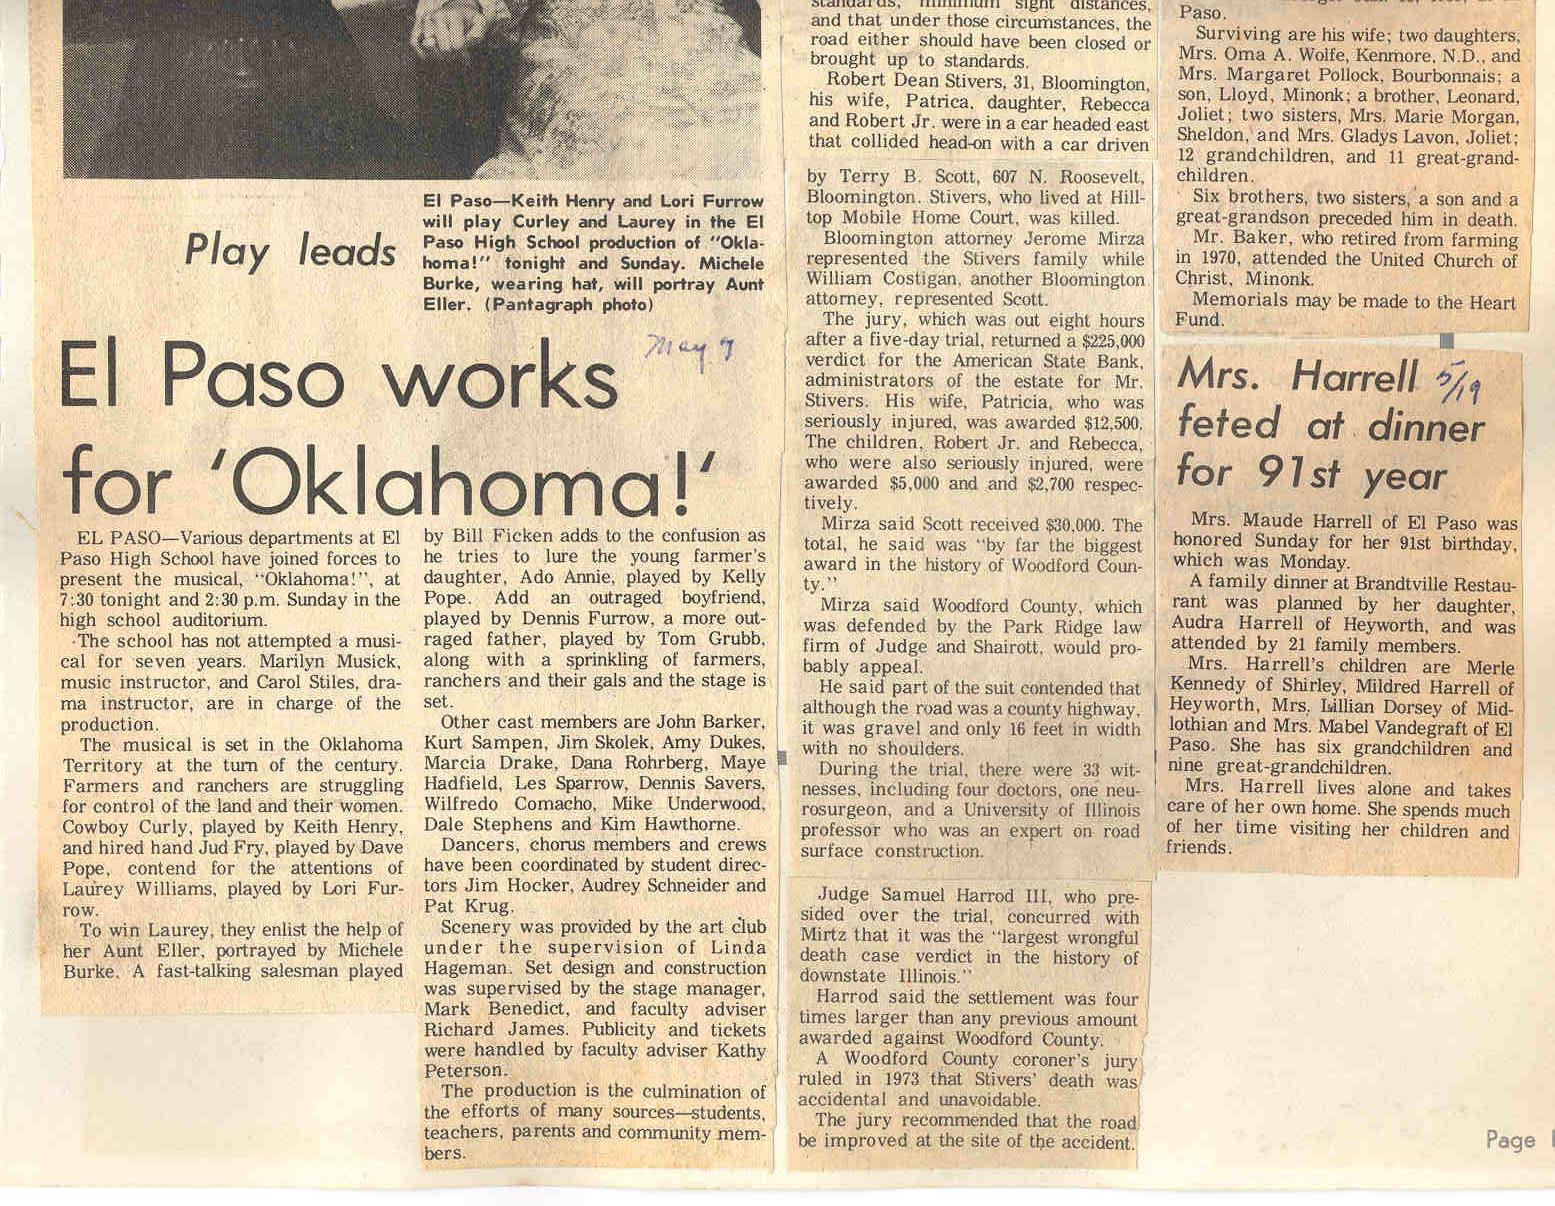 El Paso—Keith Henry and Lori Furrow
will play Curley and Laurey in the El
Paso High School production of "Okla-
homa!" tonight and Sunday. Michele
Burke, wearing hat, will portray Aunt
Eller. (Pantagraph photo)
Play leads
El Paso works
for 'Oklahoma!'
May 7
EL PASO—Various departments at El
Paso High School have joined forces to
present the musical, "Oklahoma!", at
7:30 tonight and 2:30 p.m. Sunday in the
high school auditorium.
The school has not attempted a musi-
cal for seven years. Marilyn Musick,
music instructor, and Carol Stiles, dra-
ma instructor, are in charge of the
production.
The musical is set in the Oklahoma
Territory at the turn of the century.
Farmers and ranchers are struggling
for control of the land and their women.
Cowboy Curly, played by Keith Henry,
and hired hand Jud Fry, played by Dave
Pope, contend for the attentions of
Laurey Williams, played by Lori Fur-
row.
To win Laurey, they enlist the help of
her Aunt Eller, portrayed by Michele
Burke. A fast-talking salesman played
by Bill Ficken adds to the confusion as
he tries to lure the young farmer's
daughter, Ado Annie, played by Kelly
Pope. Add an outraged boyfriend,
played by Dennis Furrow, a more out-
raged father, played by Tom Grubb,
along with a sprinkling of farmers,
ranchers and their gals and the stage is
set.
Other cast members are John Barker,
Kurt Sampen, Jim Skolek, Amy Dukes,
Marcia Drake, Dana Rohrberg, Maye
Hadfield, Les Sparrow, Dennis Savers,
Wilfredo Comacho, Mike Underwood,
Dale Stephens and Kim Hawthorne.
Dancers, chorus members and crews
have been coordinated by student direc-
tors Jim Hocker, Audrey Schneider and
Pat Krug.
Scenery was provided by the art club
under the supervision of Linda
Hageman. Set design and construction
was supervised by the stage manager,
Mark Benedict, and faculty adviser
Richard James. Publicity and tickets
were handled by faculty adviser Kathy
Peterson.
The production is the culmination of
the efforts of many sources—students,
teachers, parents and community mem-
bers.
standards, minimum sight distances,
and that under those circumstances, the
road either should have been closed or
brought up to standards.
Robert Dean Stivers, 31, Bloomington,
his wife, Patrica, daughter, Rebecca
and Robert Jr. were in a car headed east
that collided head-on with a car driven
by Terry B. Scott, 607 N. Roosevelt,
Bloomington. Stivers, who lived at Hill-
top Mobile Home Court, was killed.
Bloomington attorney Jerome Mirza
represented the Stivers family while
William Costigan, another Bloomington
attorney, represented Scott.
The jury, which was out eight hours
after a five-day trial, returned a $225,000
verdict for the American State Bank,
administrators of the estate for Mr.
Stivers. His wife, Patricia, who was
seriously injured, was awarded $12,500.
The children, Robert Jr. and Rebecca,
who were also seriously injured, were
awarded $5,000 and and $2,700 respec-
tively.
Mirza said Scott received $30.000. The
total, he said was "by far the biggest
award in the history of Woodford Coun-
ty."
Mirza said Woodford County, which
was defended by the Park Ridge law
firm of Judge and Shairott, would pro-
bably appeal.
He said part of the suit contended that
although the road was a county highway,
it was gravel and only 16 feet in width
with no shoulders.
During the trial, there were 33 wit-
nesses, including four doctors, one neu-
rosurgeon, and a University of Illinois
professor who was an expert on road
surface construction.
Judge Samuel Harrod III, who pre-
sided over the trial, concurred with
Mirtz that it was the "largest wrongful
death case verdict in the history of
downstate Illinois."
Harrod said the settlement was four
times larger than any previous amount
awarded against Woodford County.
A Woodford County coroner's jury
ruled in 1973 that Stivers' death was
accidental and unavoidable.
The jury recommended that the road
be improved at the site of the accident.
Paso.
Surviving are his wife; two daughters,
Mrs. Oma A. Wolfe, Kenmore, N.D., and
Mrs. Margaret Pollock, Bourbonnais; a
son, Lloyd, Minonk; a brother, Leonard,
Joliet; two sisters, Mrs. Marie Morgan,
Sheldon, and Mrs. Gladys Lavon, Joliet;
12 grandchildren, and 11 great-grand-
children.
Six brothers, two sisters, a son and a
great-grandson preceded him in death.
Mr. Baker, who retired from farming
in 1970, attended the United Church of
Christ, Minonk.
Memorials may be made to the Heart
Fund.
Mrs. Harrell
feted at dinner
for 91st year
5/19
Mrs. Maude Harrell of El Paso was
honored Sunday for her 91st birthday,
which was Monday.
A family dinner at Brandtville Restau-
rant was planned by her daughter,
Audra Harrell of Heyworth, and was
attended by 21 family members.
Mrs. Harrell's children are Merle
Kennedy of Shirley, Mildred Harrell of
Heyworth, Mrs. Lillian Dorsey of Mid-
lothian and Mrs. Mabel Vandegraft of El
Paso. She has six grandchildren and
nine great-grandchildren.
Mrs. Harrell lives alone and takes
care of her own home. She spends much
of her time visiting her children and
friends.
Page